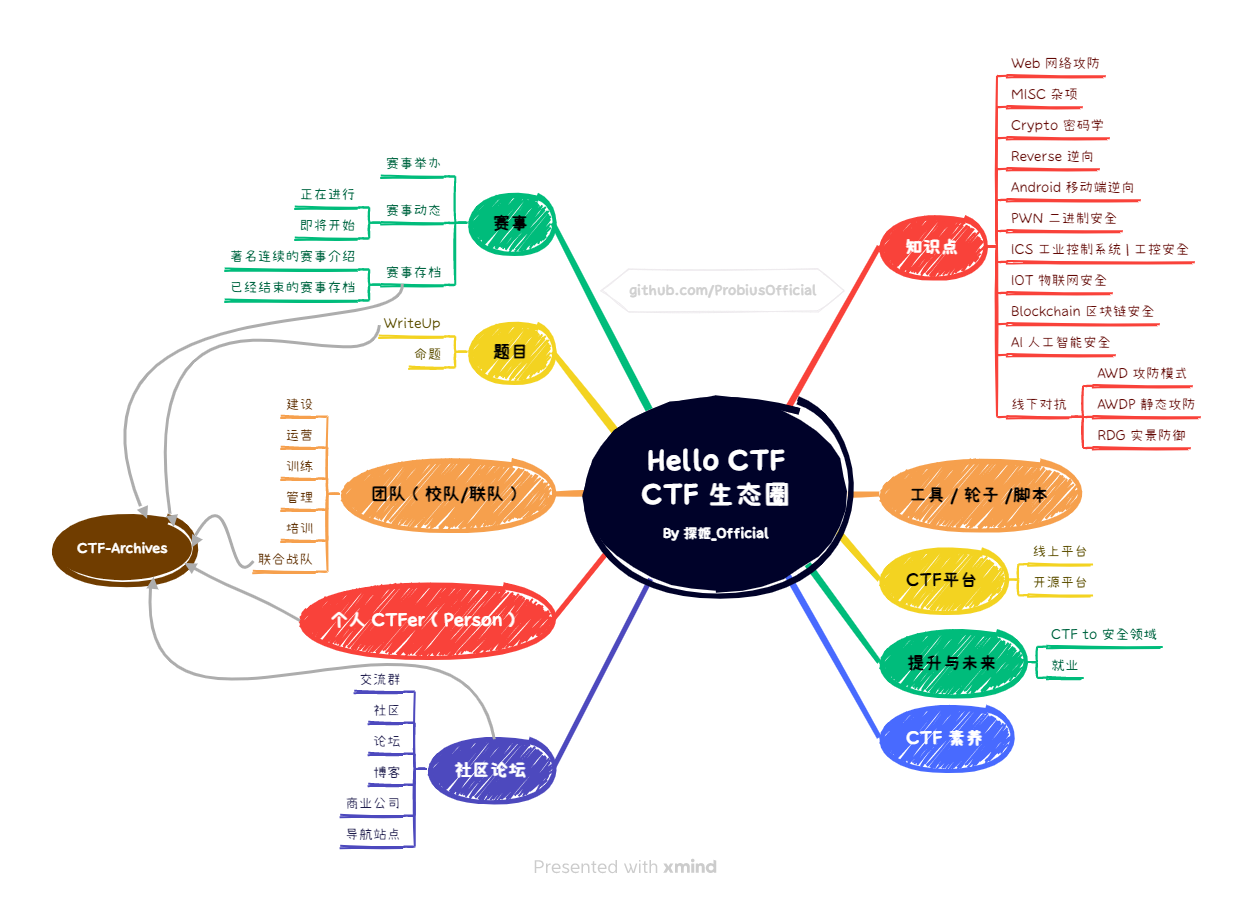 Hello CTF
CTF 生态圈
By 探姬_Official
github.com/ProbiusOfficial
知识点
Web 网络攻防
MISC 杂项
Crypto 密码学
Reverse 逆向
Android 移动端逆向
PWN 二进制安全
ICS 工业控制系统 | 工控安全
IOT 物联网安全
Blockchain 区块链安全
AI 人工智能安全
线下对抗
AWD 攻防模式
AWDP 静态攻防
RDG 实景防御
工具 / 轮子 /脚本
CTF平台
线上平台
开源平台
提升与未来
CTF to 安全领域
就业
CTF 素养
赛事
赛事举办
赛事动态
正在进行
即将开始
赛事存档
著名连续的赛事介绍
已经结束的赛事存档
题目
WriteUp
命题
团队（ 校队/联队 ）
建设
运营
训练
管理
培训
联合战队
个人 CTFer（ Person ）
社区论坛
交流群
社区
论坛
博客
商业公司
导航站点
CTF-Archives
Presented with xmind